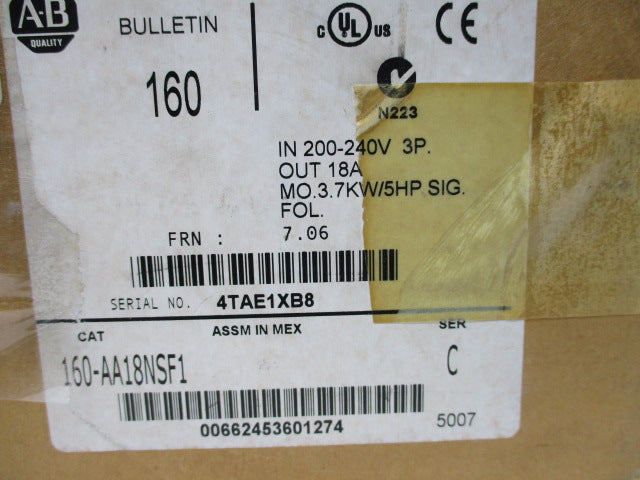 A-B
QUALITY
BULLETIN
160
C UL US
CE
N223
IN 200-240V 3P.
OUT 18A
MO.3.7KW/5HP SIG.
FOL.
FRN : 7.06
SERIAL NO. 4TAE1XB8
CAT ASSM IN MEX SER
160-AA18NSF1 C
00662453601274
5007